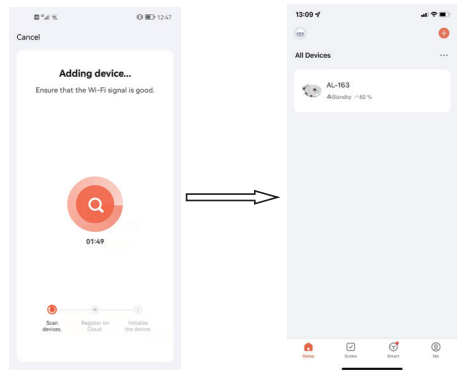 12:47
Cancel
Adding device...
Ensure that the Wi-Fi signal is good.
01:49
Scan
devices.
Register on
Cloud.
Initialize
the device.
13:09
All Devices
...
AL-163
Standby 62 %
Home
Scene
Smart
Me